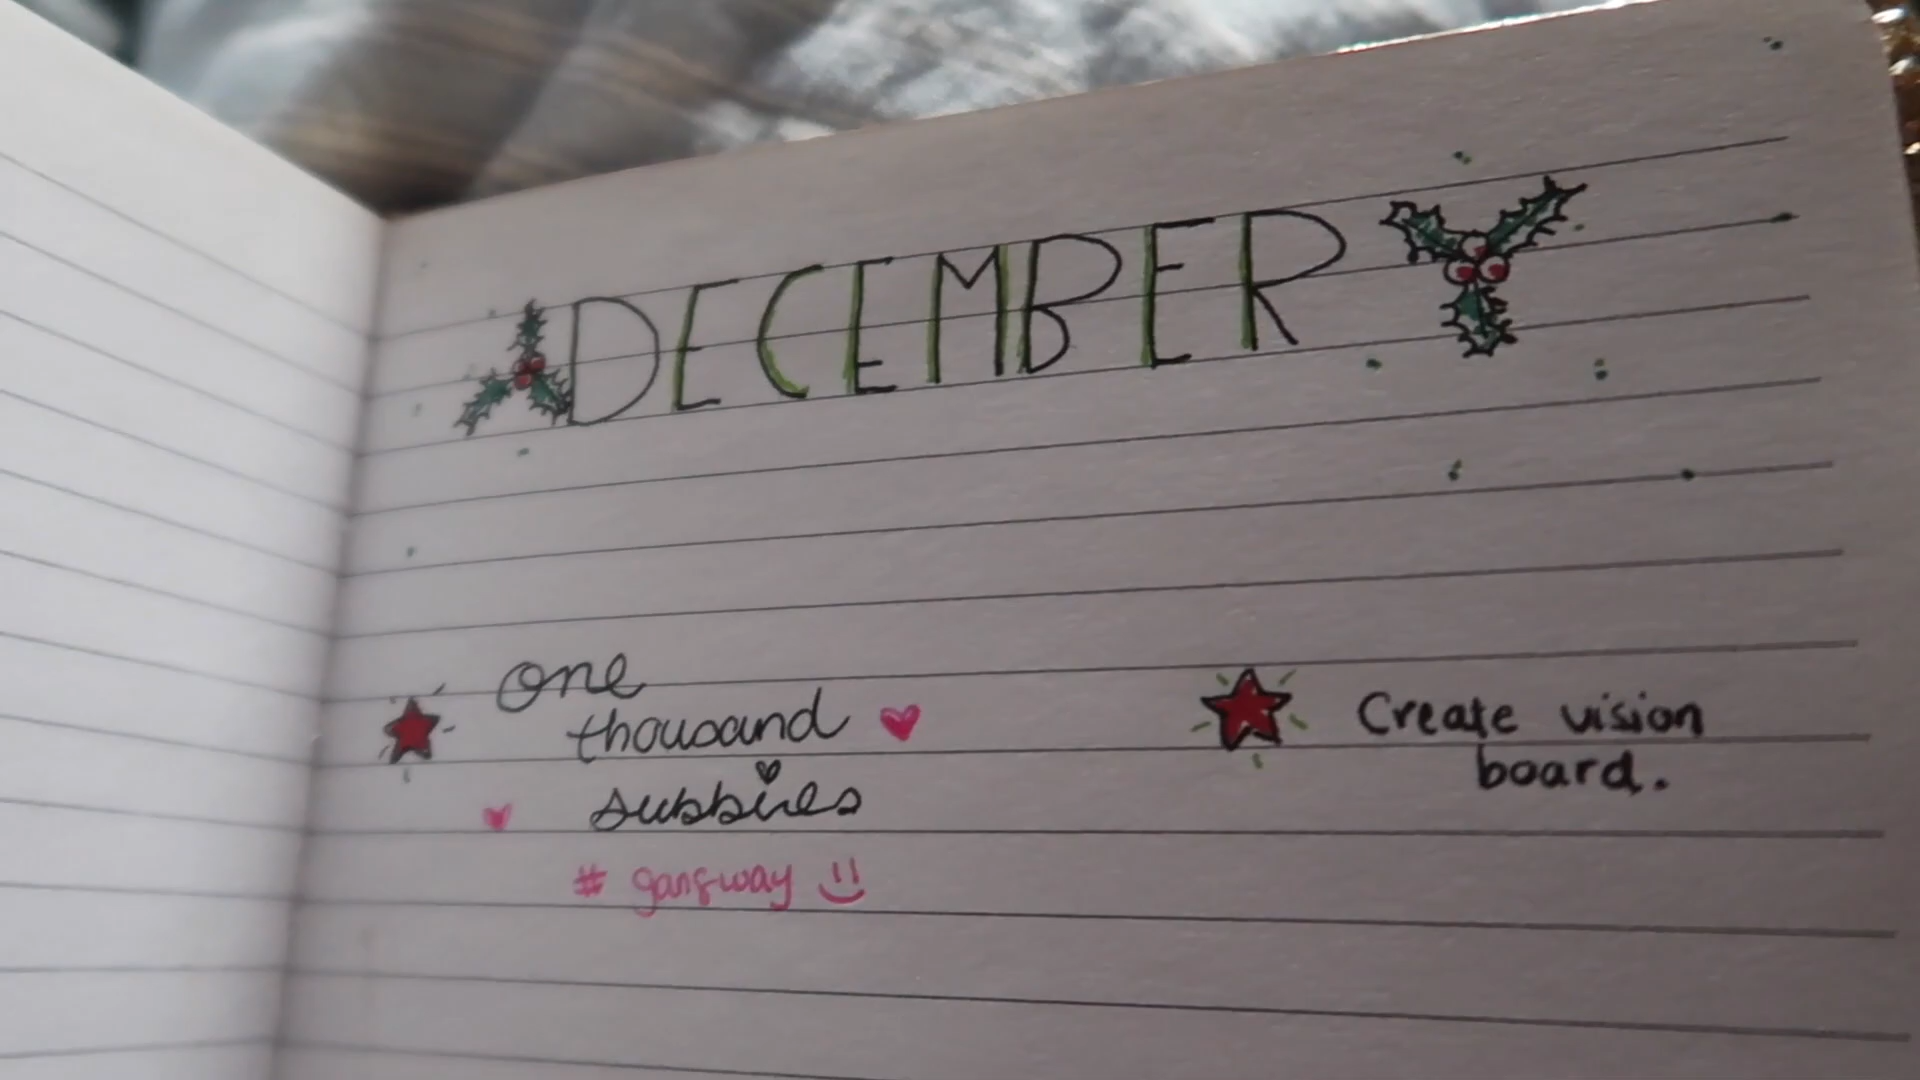 DECEMBER
one
thousand
subbies
# gangway
Create vision
board.